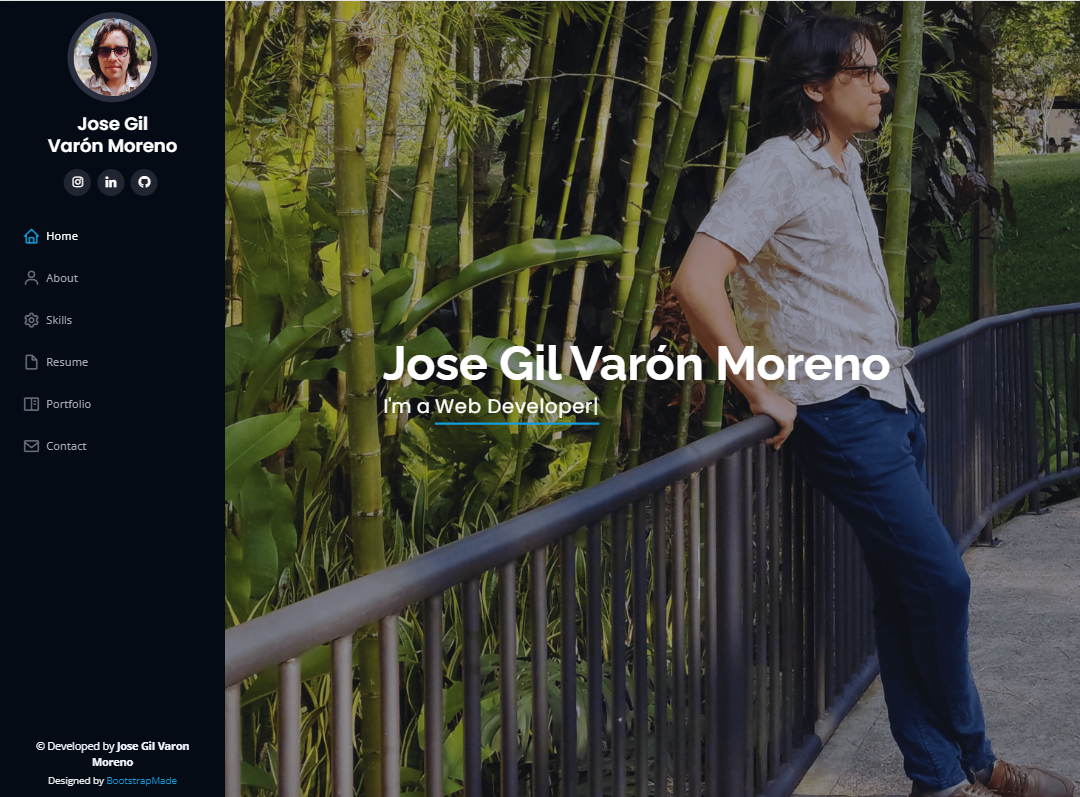 Jose Gil
Varón Moreno
Home
About
Skills
Resume
Portfolio
Contact
Jose Gil Varón Moreno
I'm a Web Developer|
© Developed by Jose Gil Varon
Moreno
Designed by BootstrapMade